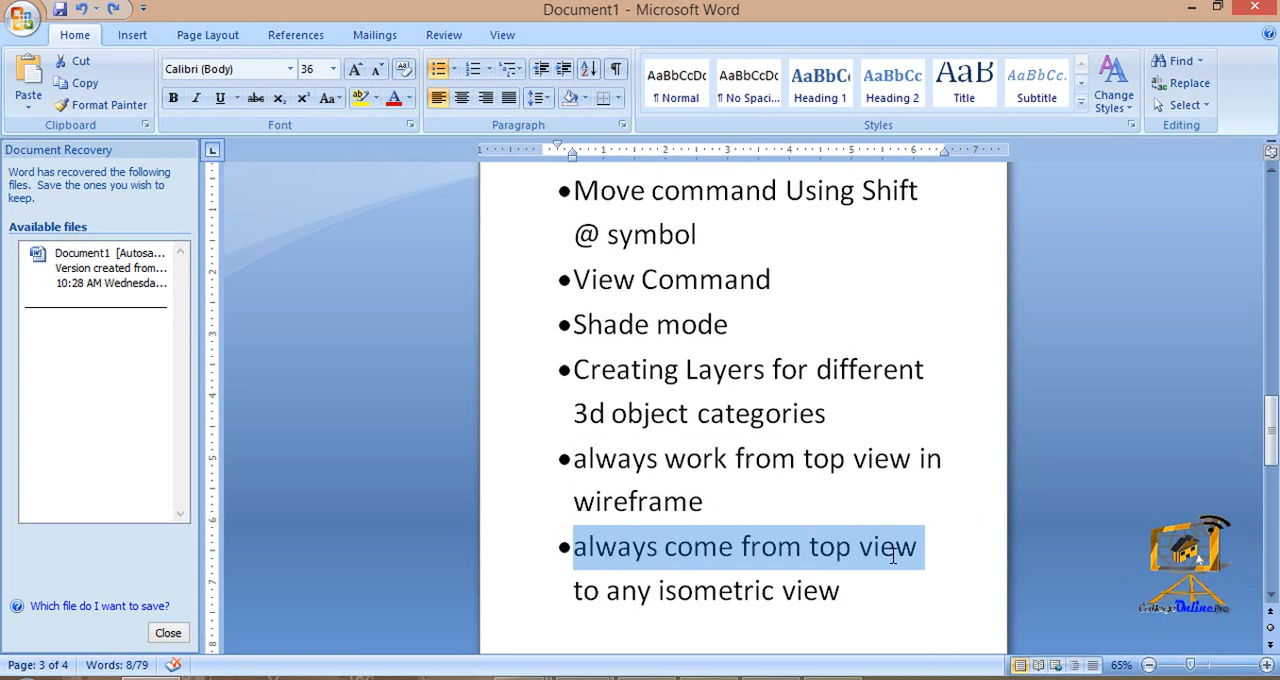 Document1 - Microsoft Word
Home Insert Page Layout References Mailings Review View
Paste Cut Copy Format Painter Clipboard
Calibri (Body) 36 Font
Paragraph
AaBbCcDc AaBbCcDc AaBbCc AaBbCc AaB AaBbCc.
¶ Normal ¶ No Spaci... Heading 1 Heading 2 Title Subtitle
Change Styles Styles
Find Replace Select Editing
Document Recovery
Word has recovered the following
files. Save the ones you wish to
keep.
Available files
Document1 [Autosa...
Version created from...
10:28 AM Wednesda...
Which file do I want to save?
Close
•Move command Using Shift
@ symbol
•View Command
•Shade mode
•Creating Layers for different
3d object categories
•always work from top view in
wireframe
•always come from top view
to any isometric view
Page: 3 of 4 Words: 8/79 65%